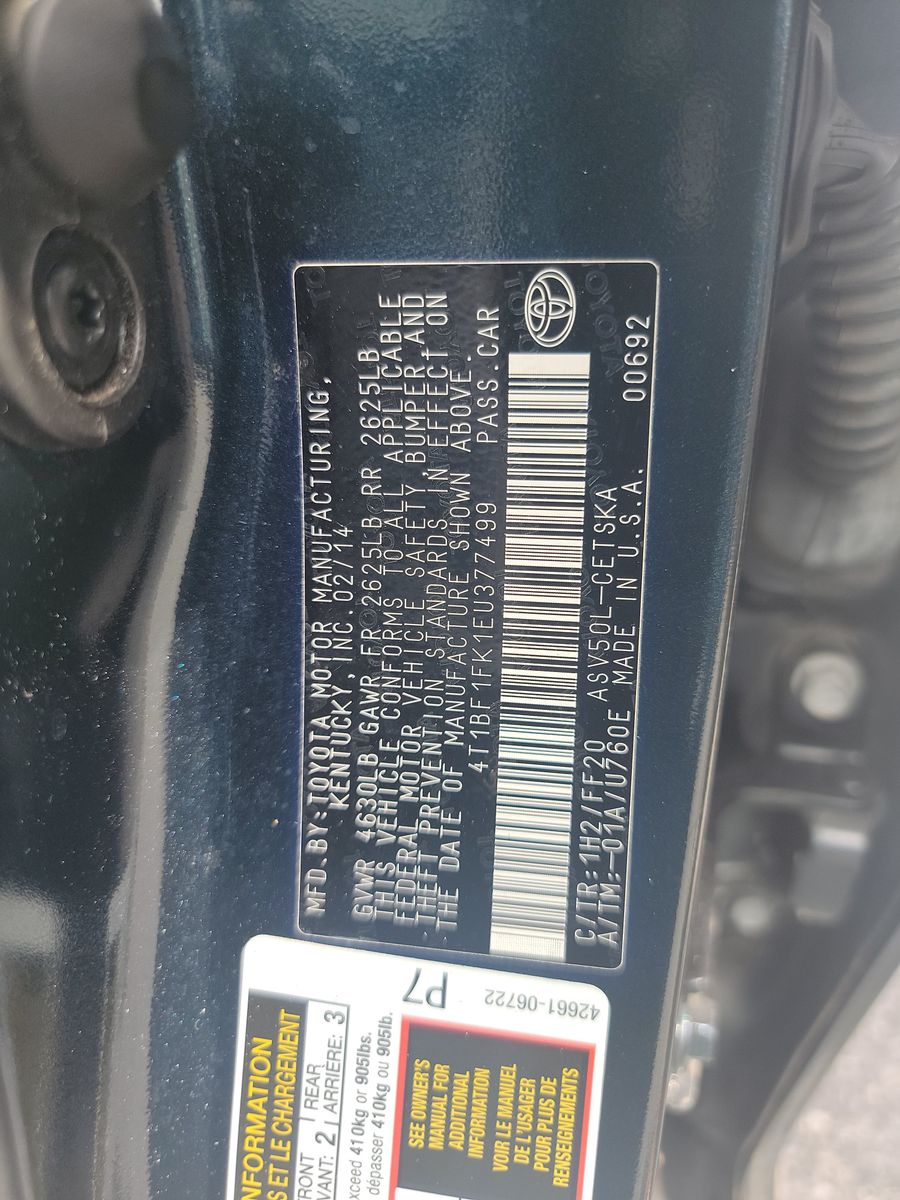 MFD.BY:TOYOTA MOTOR MANUFACTURING,
KENTUCKY,INC. 02/14
GVWR 4630LB GAWR FR 2625LB RR 2625LB
THIS VEHICLE CONFORMS TO ALL APPLICABLE
FEDERAL MOTOR VEHICLE SAFETY,BUMPER,AND
THEFT PREVENTION STANDARDS IN EFFECT ON
THE DATE OF MANUFACTURE SHOWN ABOVE.
4T1BF1FK1EU377499 PASS.CAR
C/TR:1H2/FF20 ASV50L-CETSKA
A/TM:-01A/U760E MADE IN U.S.A. 00692
P7
42661-06722
NFORMATION
S ET LE CHARGEMENT
FRONT 2 REAR 3
AVANT: ARRIÈRE:
exceed 410kg or 905lbs.
dépasser 410kg ou 905lb.
SEE OWNER'S
MANUAL FOR
ADDITIONAL
INFORMATION
VOIR LE MANUEL
DE L'USAGER
POUR PLUS DE
RENSEIGNEMENTS